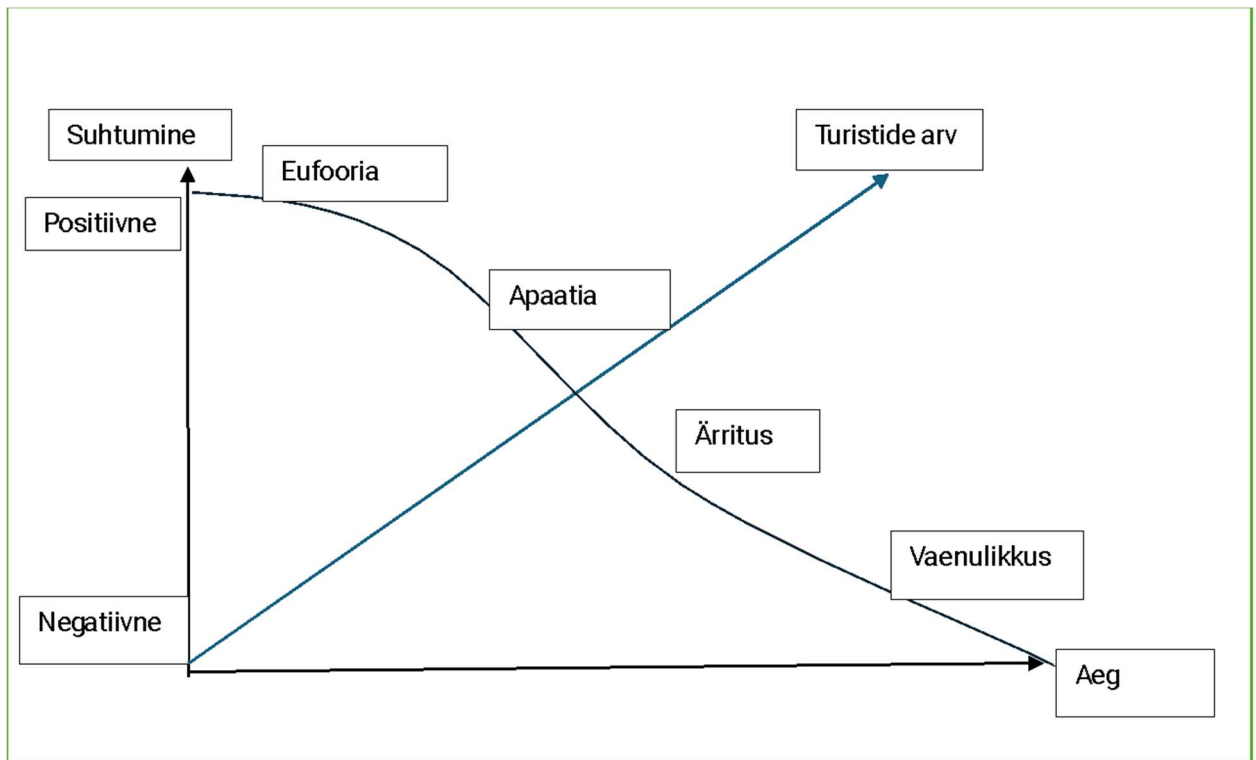 Suhtumine
Turistide arv
Eufooria
Positiivne
Apaatia
Ärritus
Vaenulikkus
Negatiivne
Aeg